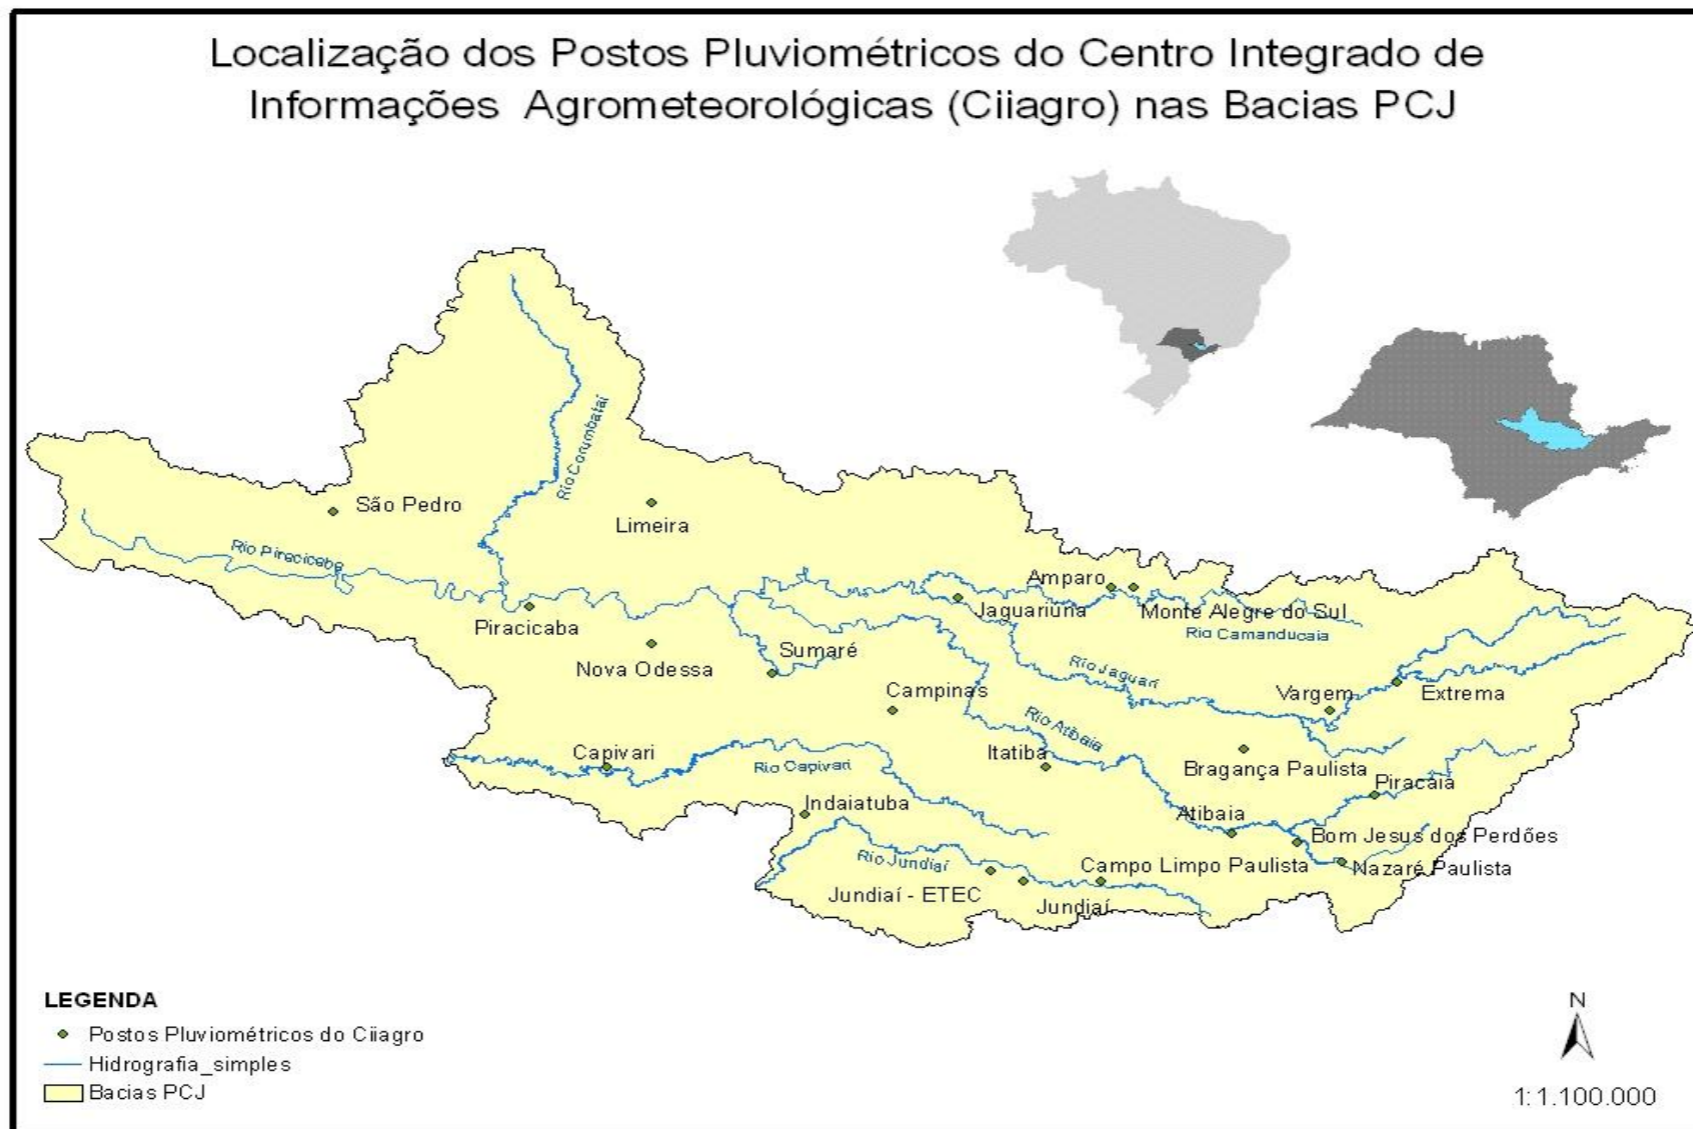 Localização dos Postos Pluviométricos do Centro Integrado de
Informações Agrometeorológicas (Ciiagro) nas Bacias PCJ
Rio Corumbataí
São Pedro
Limeira
Rio Piracicaba
Amparo
Jaguariuna
Monte Alegre do Sul
Piracicaba
Rio Camanducaia
Sumaré
Nova Odessa
Rio Jaguari
Campinas
Vargem
Extrema
Rio Atibaia
Capivari
Itatiba
Rio Capivari
Bragança Paulista
Piracaia
Indaiatuba
Atibaia
Bom Jesus dos Perdões
Rio Jundiaí
Campo Limpo Paulista
Nazaré Paulista
Jundiaí - ETEC
Jundiaí
LEGENDA
Postos Pluviométricos do Ciiagro
Hidrografia_simples
Bacias PCJ
N
1:1.100.000